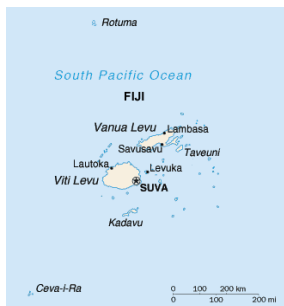 Rotuma
South Pacific Ocean
FIJI
Vanua Levu
Lambasa
Savusavu
Taveuni
Lautoka
Levuka
Viti Levu
SUVA
Kadavu
Ceva-i-Ra
0 100 200 km
0 100 200 mi